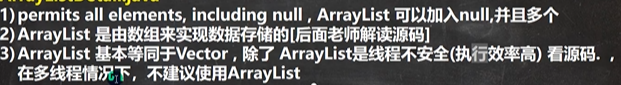 1) permits all elements, including null , ArrayList 可以加入null,并且多个
2) ArrayList 是由数组来实现数据存储的[后面老师解读源码]
3) ArrayList 基本等同于Vector , 除了 ArrayList是线程不安全(执行效率高) 看源码. ,
在多线程情况下，不建议使用ArrayList